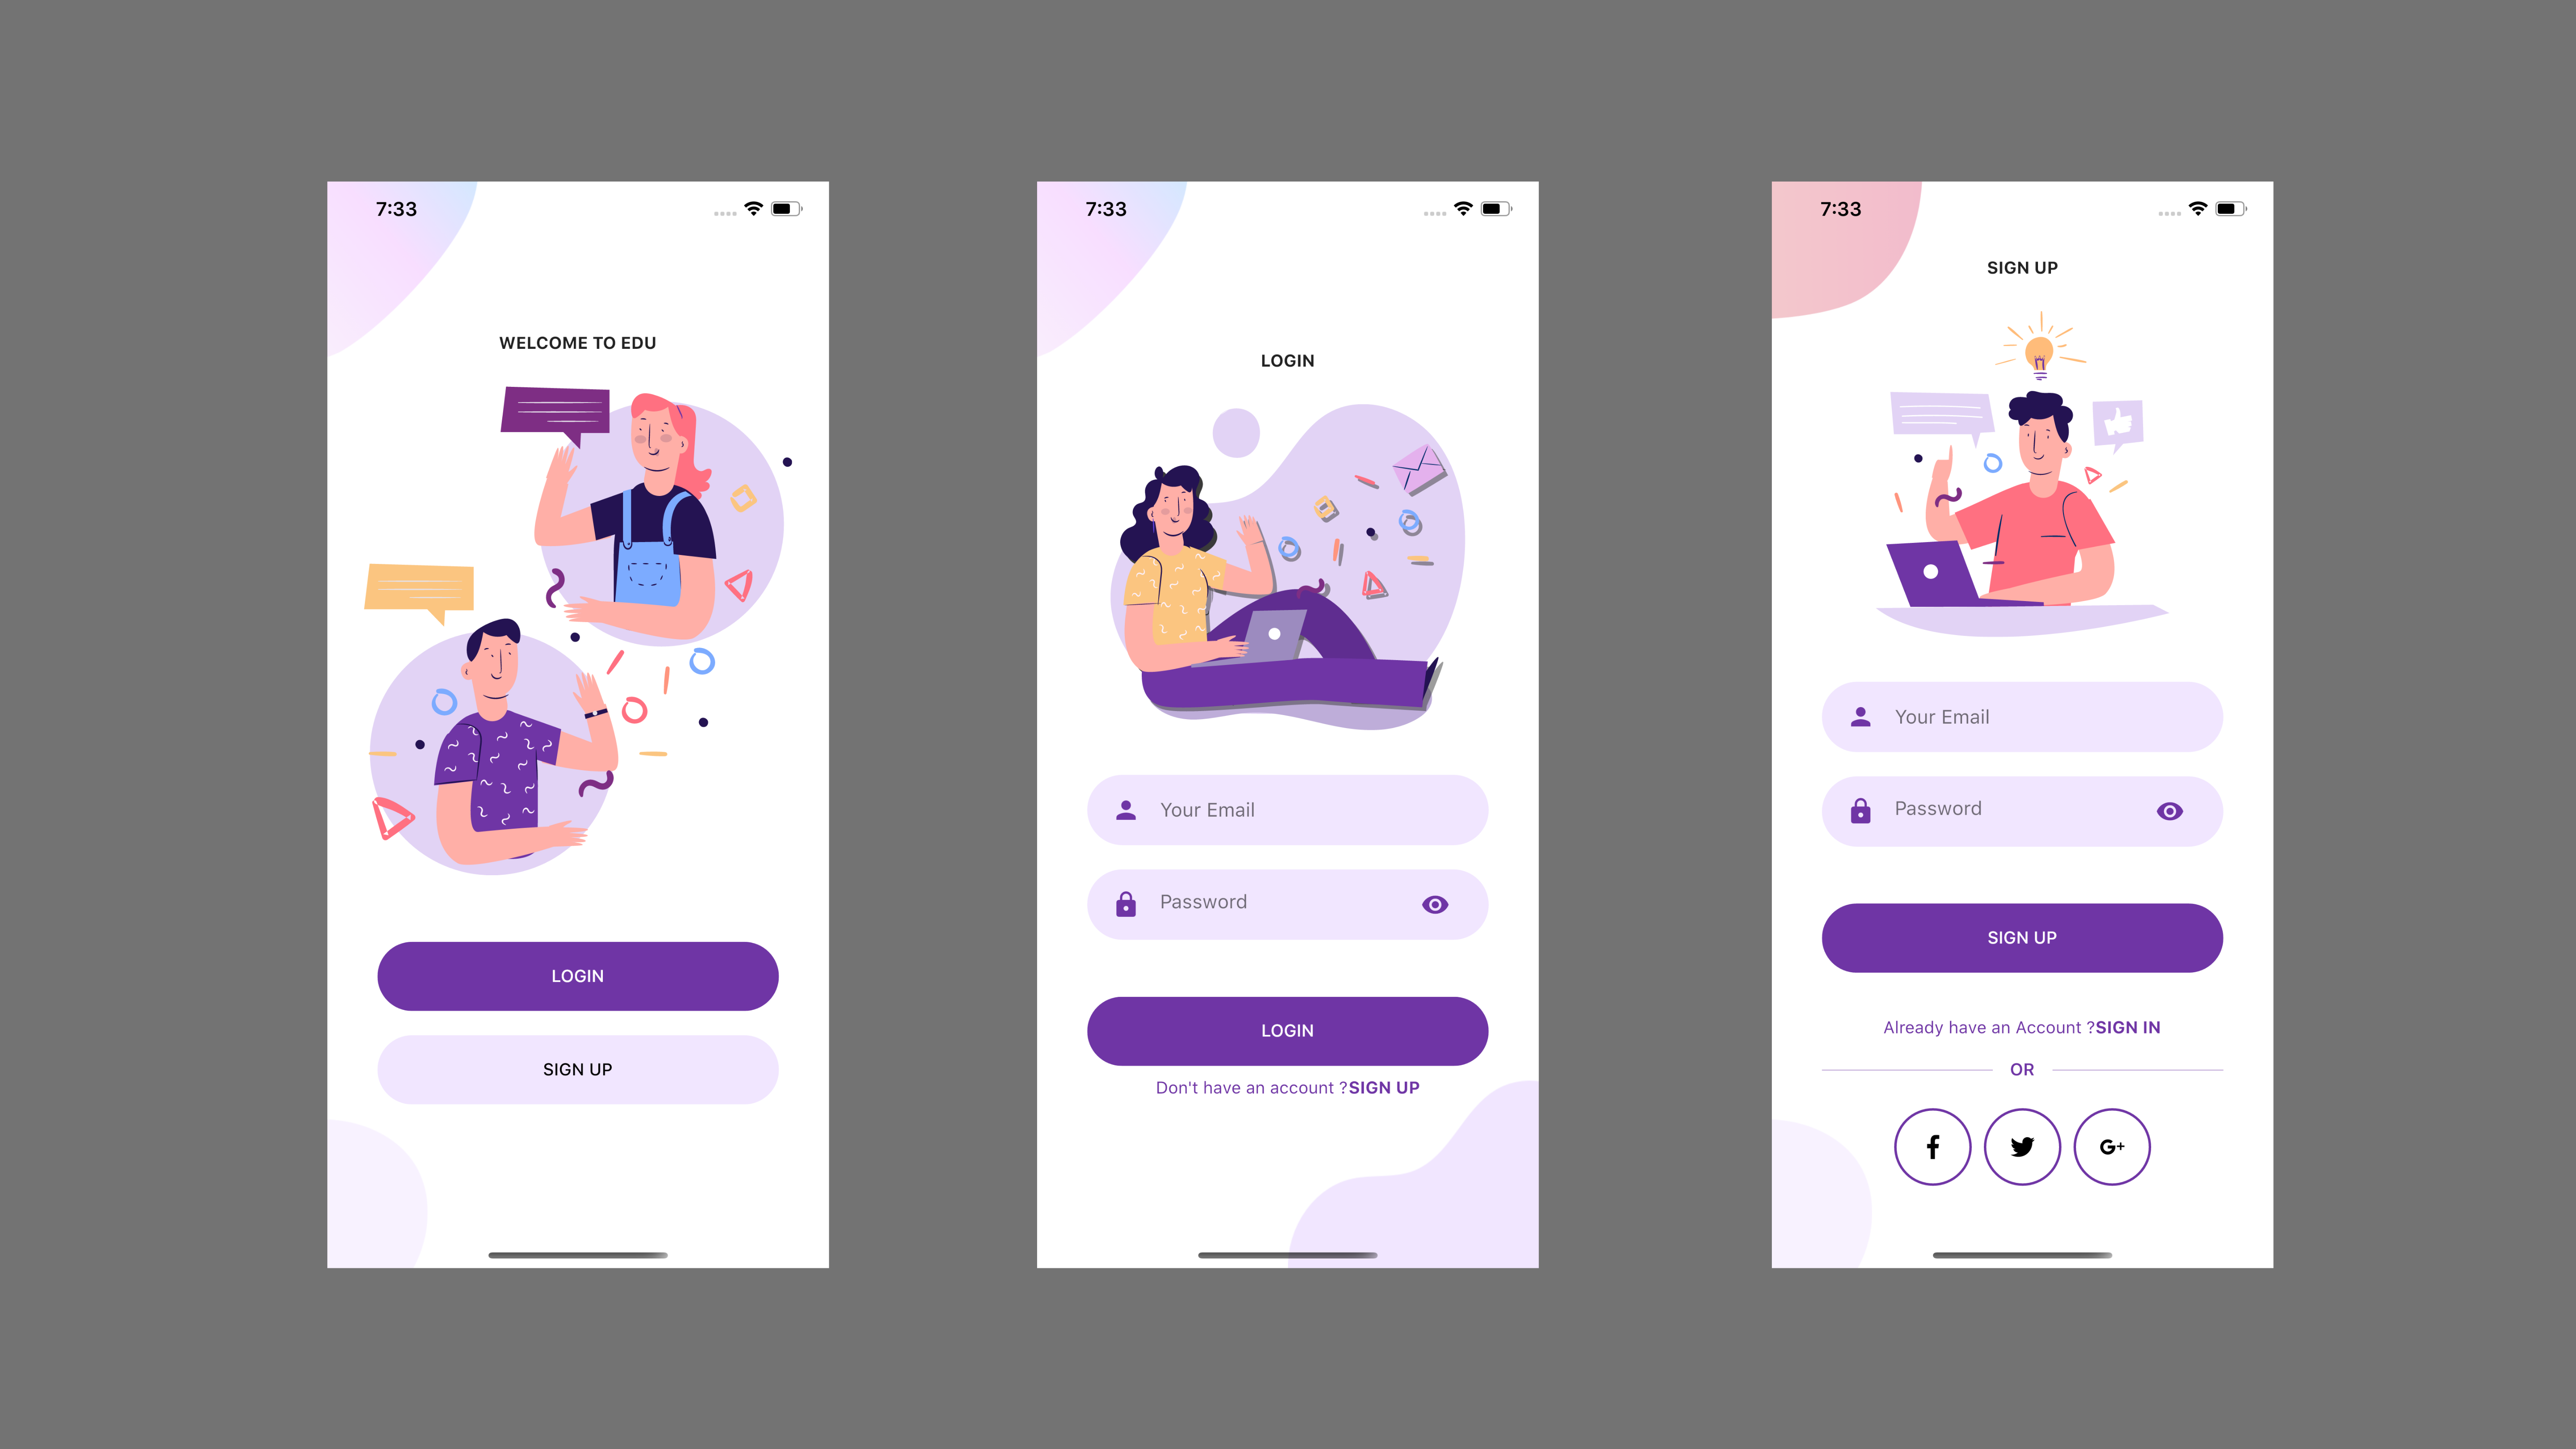 7:33
WELCOME TO EDU
LOGIN
SIGN UP
7:33
LOGIN
Your Email
Password
LOGIN
Don't have an account ?SIGN UP
7:33
SIGN UP
Your Email
Password
SIGN UP
Already have an Account ?SIGN IN
OR
f
G+